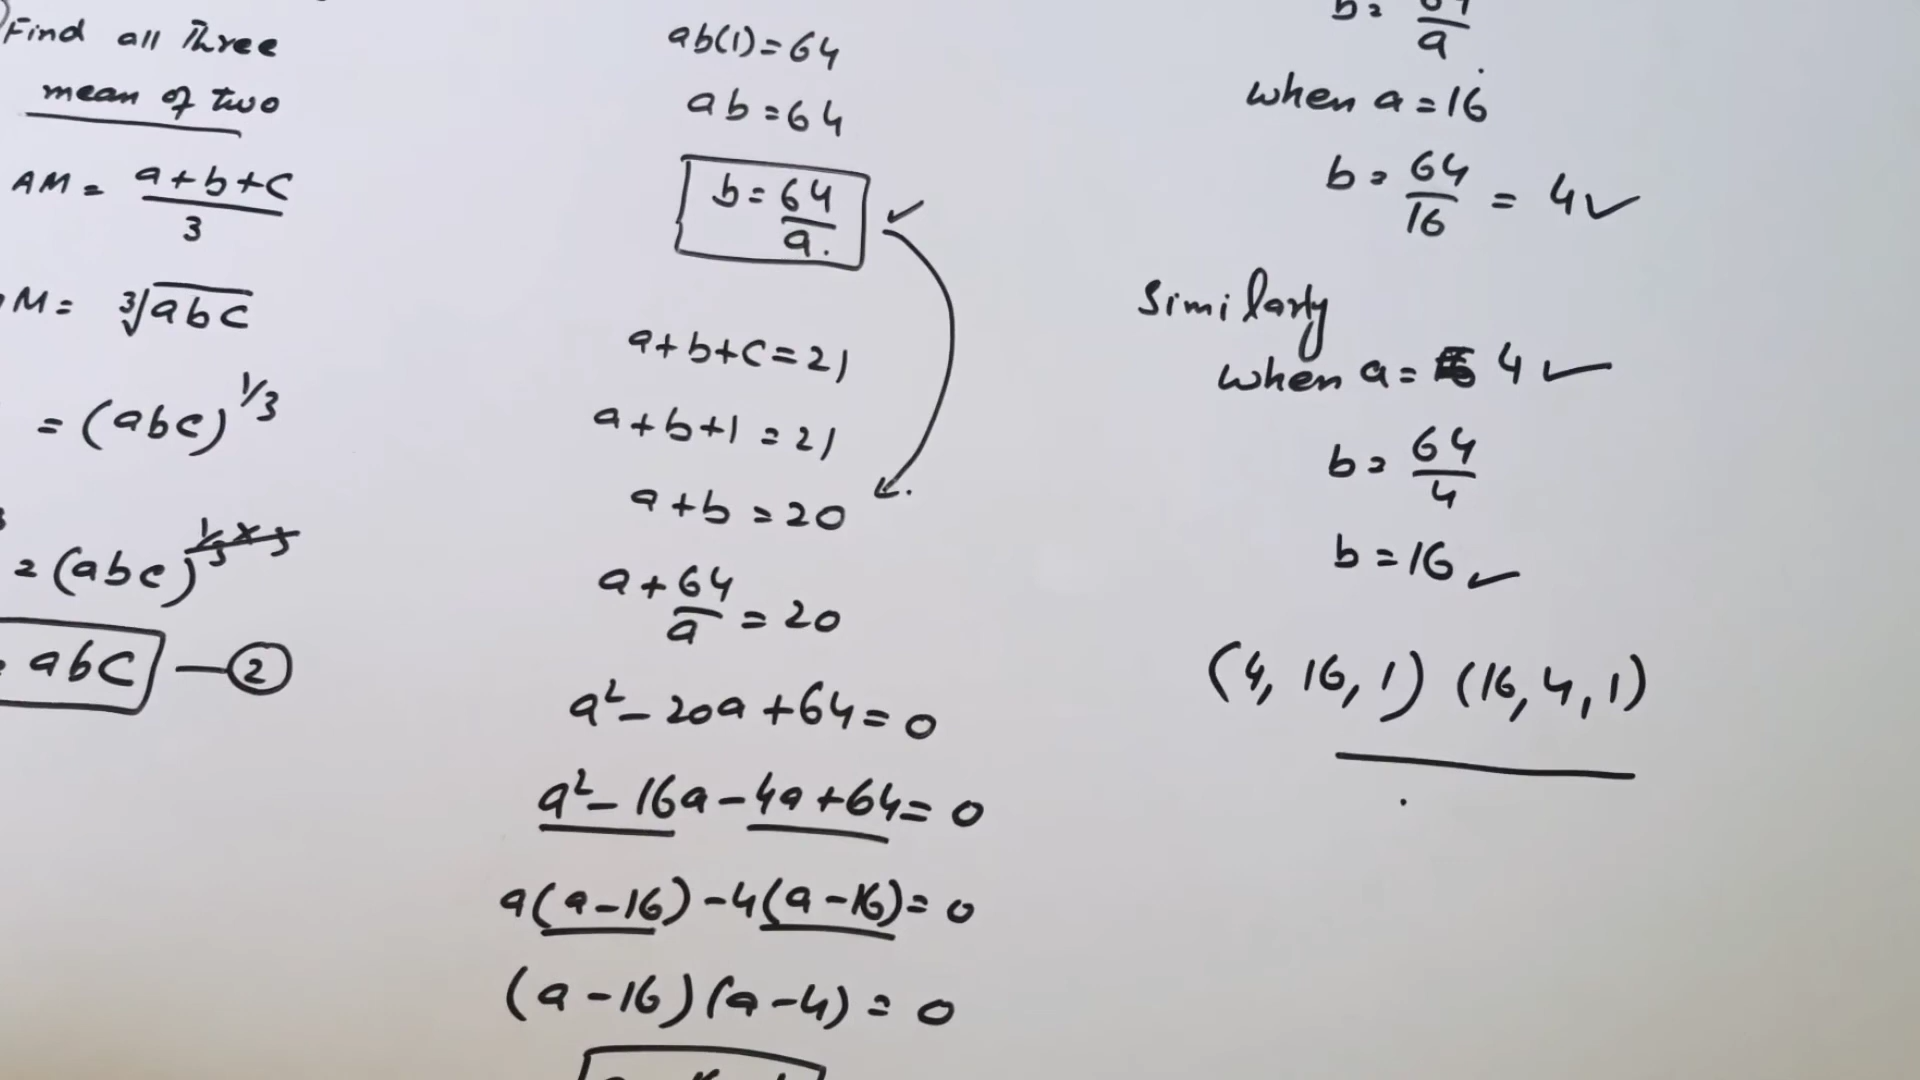 Find all Three
mean of two
AM = a+b+c/3
M = ∛abc
= (abc)^1/3
= (abc)^1/3×3
abc —②
ab(1)=64
ab=64
b=64/a
a+b+c=21
a+b+1=21
a+b=20
a+64/a=20
a²-20a+64=0
a²-16a-4a+64=0
a(a-16)-4(a-16)=0
(a-16)(a-4)=0
b= 64/a
when a=16
b=64/16=4✓
Similarly
when a= 4✓
b=64/4
b=16✓
(4, 16, 1) (16, 4, 1)